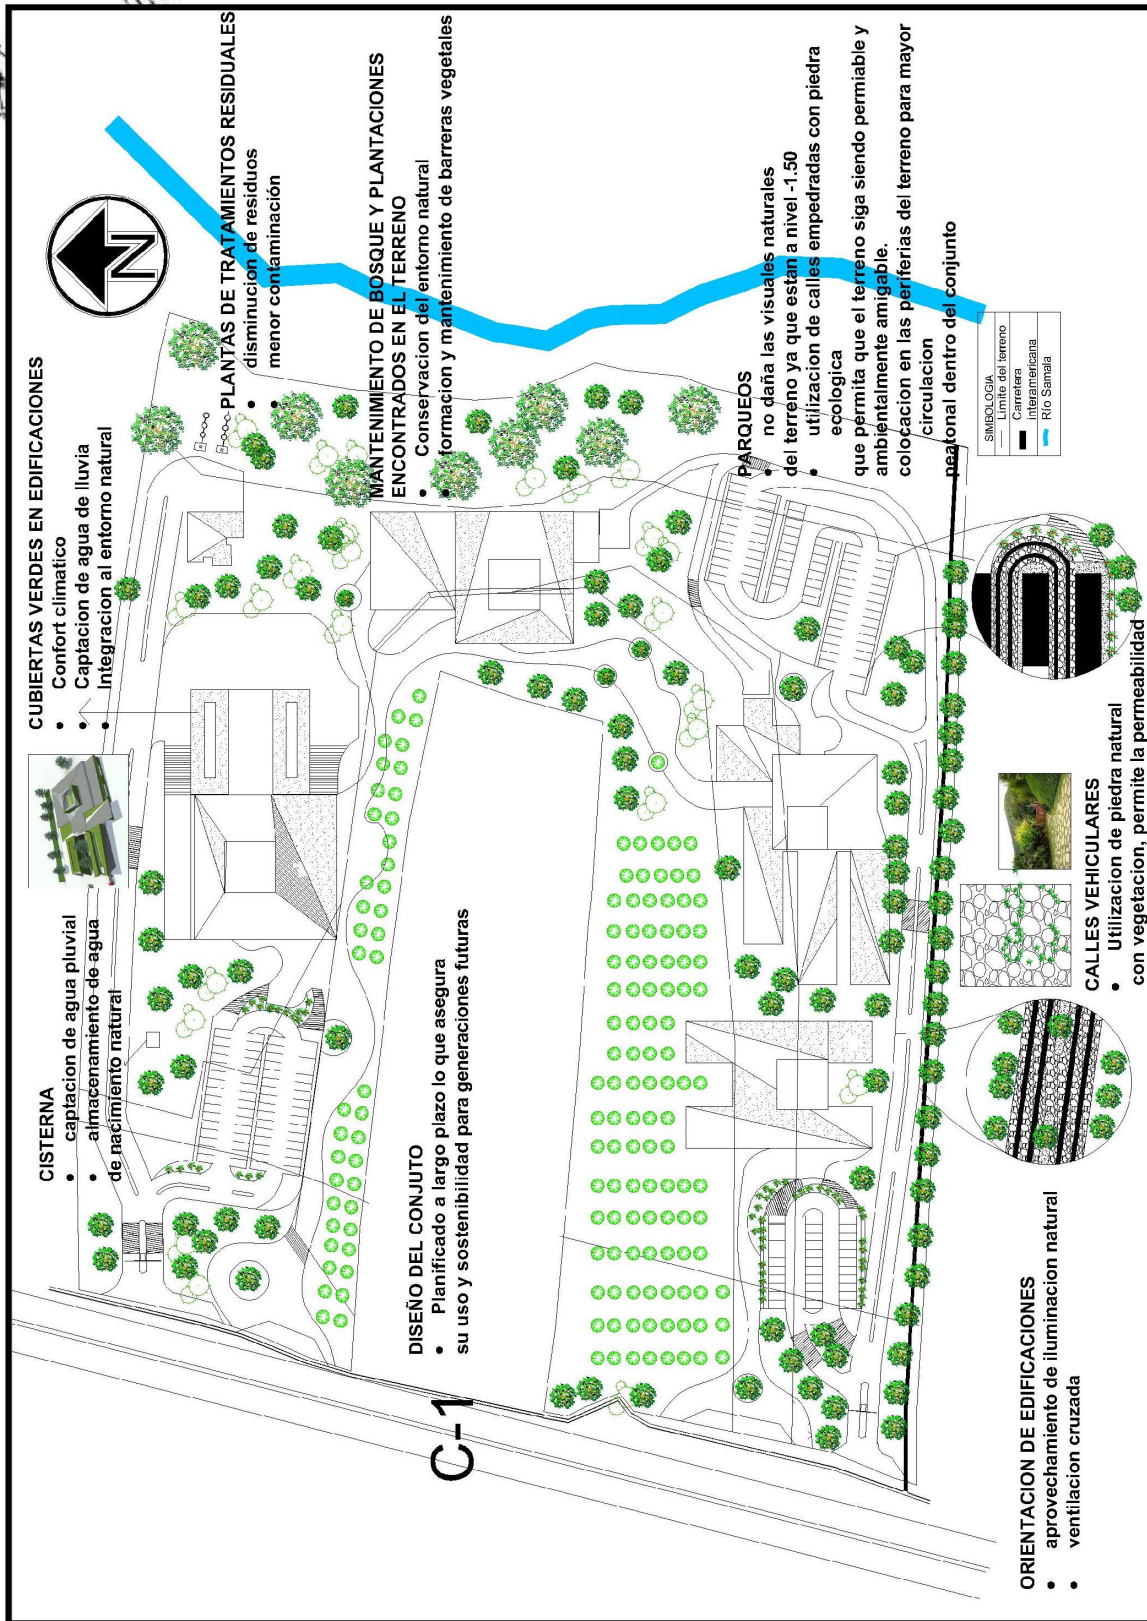 CUBIERTAS VERDES EN EDIFICACIONES
• Confort climatico
• Captacion de agua de lluvia
• Integracion al entorno natural
N
PLANTAS DE TRATAMIENTOS RESIDUALES
• disminucion de residuos
• menor contaminación
CISTERNA
• captacion de agua pluvial
• almacenamiento de agua
de nacimiento natural
MANTENIMIENTO DE BOSQUE Y PLANTACIONES
ENCONTRADOS EN EL TERRENO
• Conservacion del entorno natural
• formacion y mantenimiento de barreras vegetales
DISEÑO DEL CONJUTO
• Planificado a largo plazo lo que asegura
su uso y sostenibilidad para generaciones futuras
C-1
PARQUEOS
• no daña las visuales naturales
del terreno ya que estan a nivel -1.50
• utilizacion de calles empedradas con piedra
ecologica
que permita que el terreno siga siendo permiable y
ambientalmente amigable.
colocacion en las periferias del terreno para mayor
circulacion
peatonal dentro del conjunto
SIMBOLOGIA
Limite del terreno
Carretera
interamericana
Río Samala
ORIENTACION DE EDIFICACIONES
• aprovechamiento de iluminacion natural
• ventilacion cruzada
CALLES VEHICULARES
• Utilizacion de piedra natural
con vegetacion, permite la permeabilidad